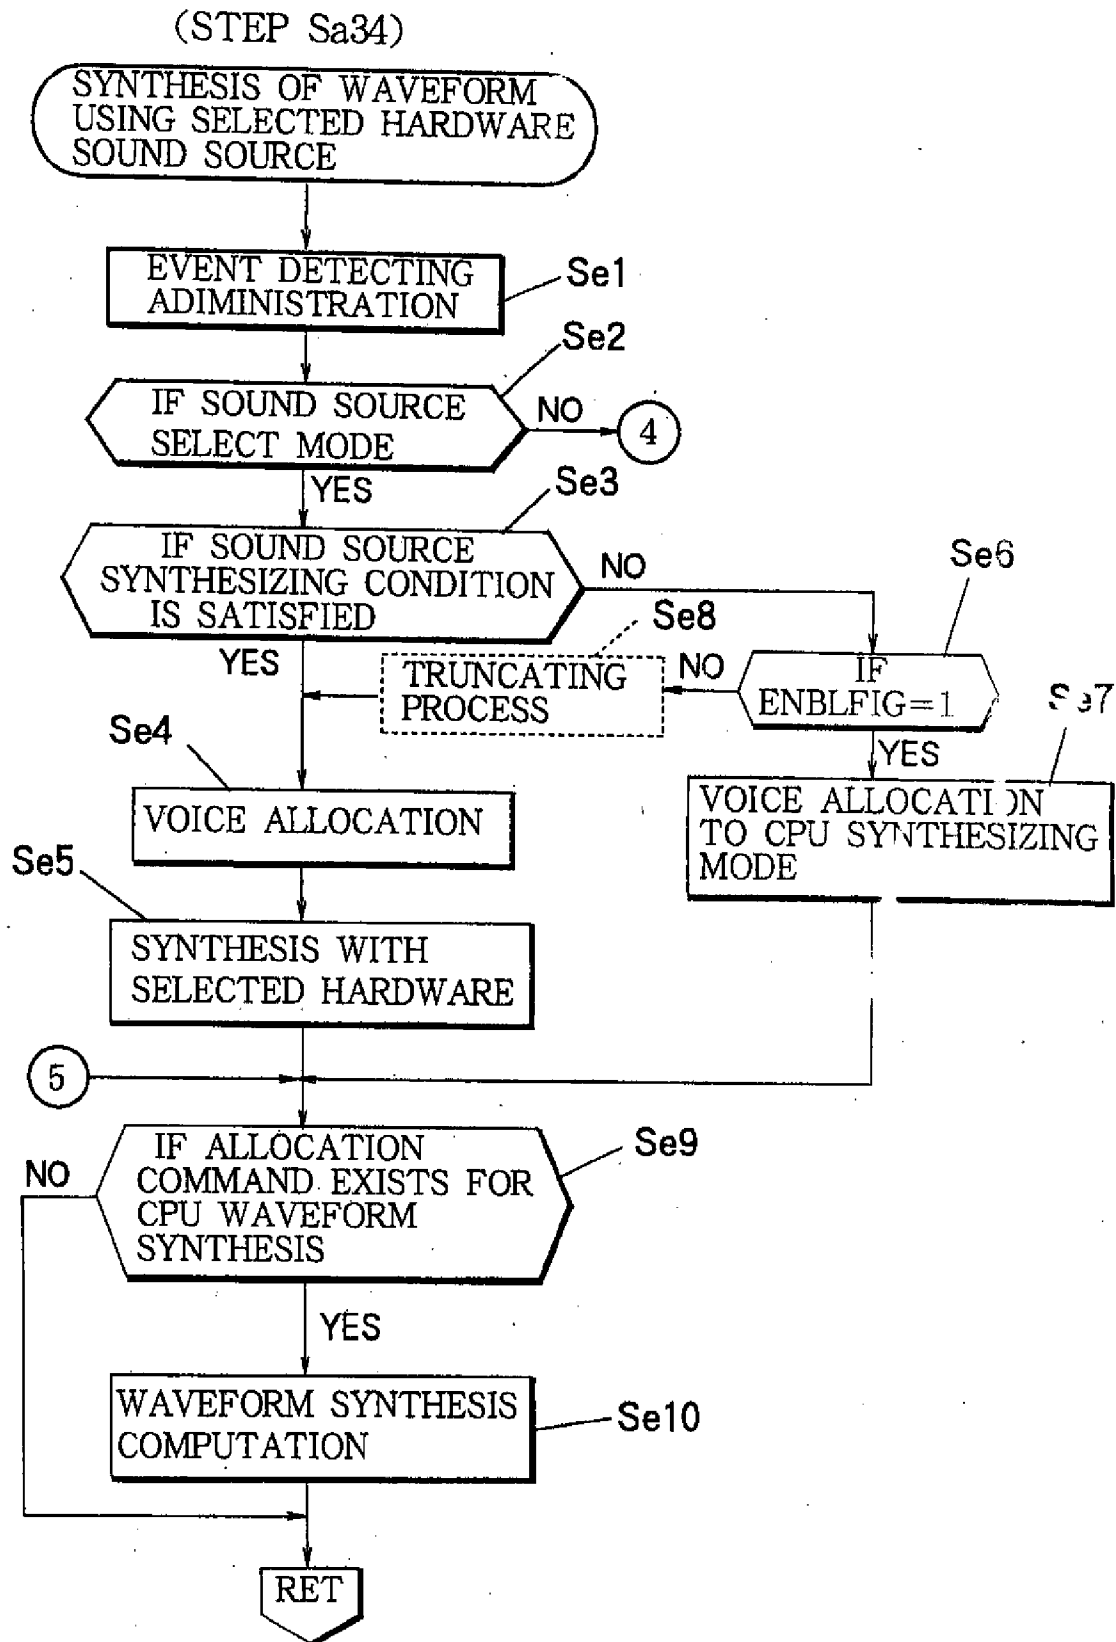 (STEP Sa34)
SYNTHESIS OF WAVEFORM
USING SELECTED HARDWARE
SOUND SOURCE
EVENT DETECTING
ADIMINISTRATION
Se1
Se2
IF SOUND SOURCE
SELECT MODE
NO
4
YES
Se3
IF SOUND SOURCE
SYNTHESIZING CONDITION
IS SATISFIED
NO
Se6
YES
Se8
TRUNCATING
PROCESS
NO
IF
ENBLFIG=1
Se7
YES
Se4
VOICE ALLOCATION
VOICE ALLOCATION
TO CPU SYNTHESIZING
MODE
Se5
SYNTHESIS WITH
SELECTED HARDWARE
5
IF ALLOCATION
COMMAND EXISTS FOR
CPU WAVEFORM
SYNTHESIS
Se9
NO
YES
WAVEFORM SYNTHESIS
COMPUTATION
Se10
RET